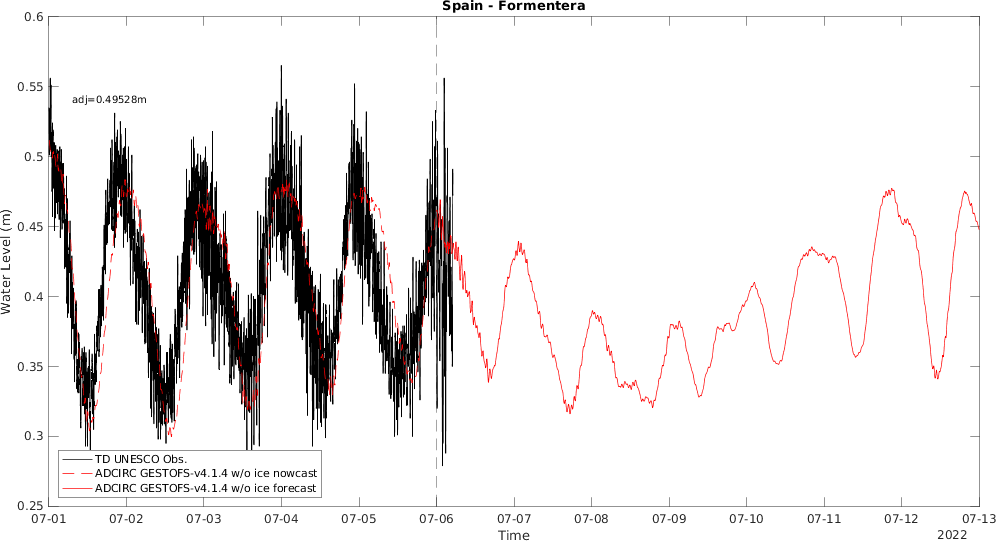 Spain - Formentera
0.6
0.55
0.5
0.45
0.4
0.35
0.3
0.25
Water Level (m)
adj=0.49528m
TD UNESCO Obs.
ADCIRC GESTOFS-v4.1.4 w/o ice nowcast
ADCIRC GESTOFS-v4.1.4 w/o ice forecast
07-01 07-02 07-03 07-04 07-05 07-06 07-07 07-08 07-09 07-10 07-11 07-12 07-13
Time
2022